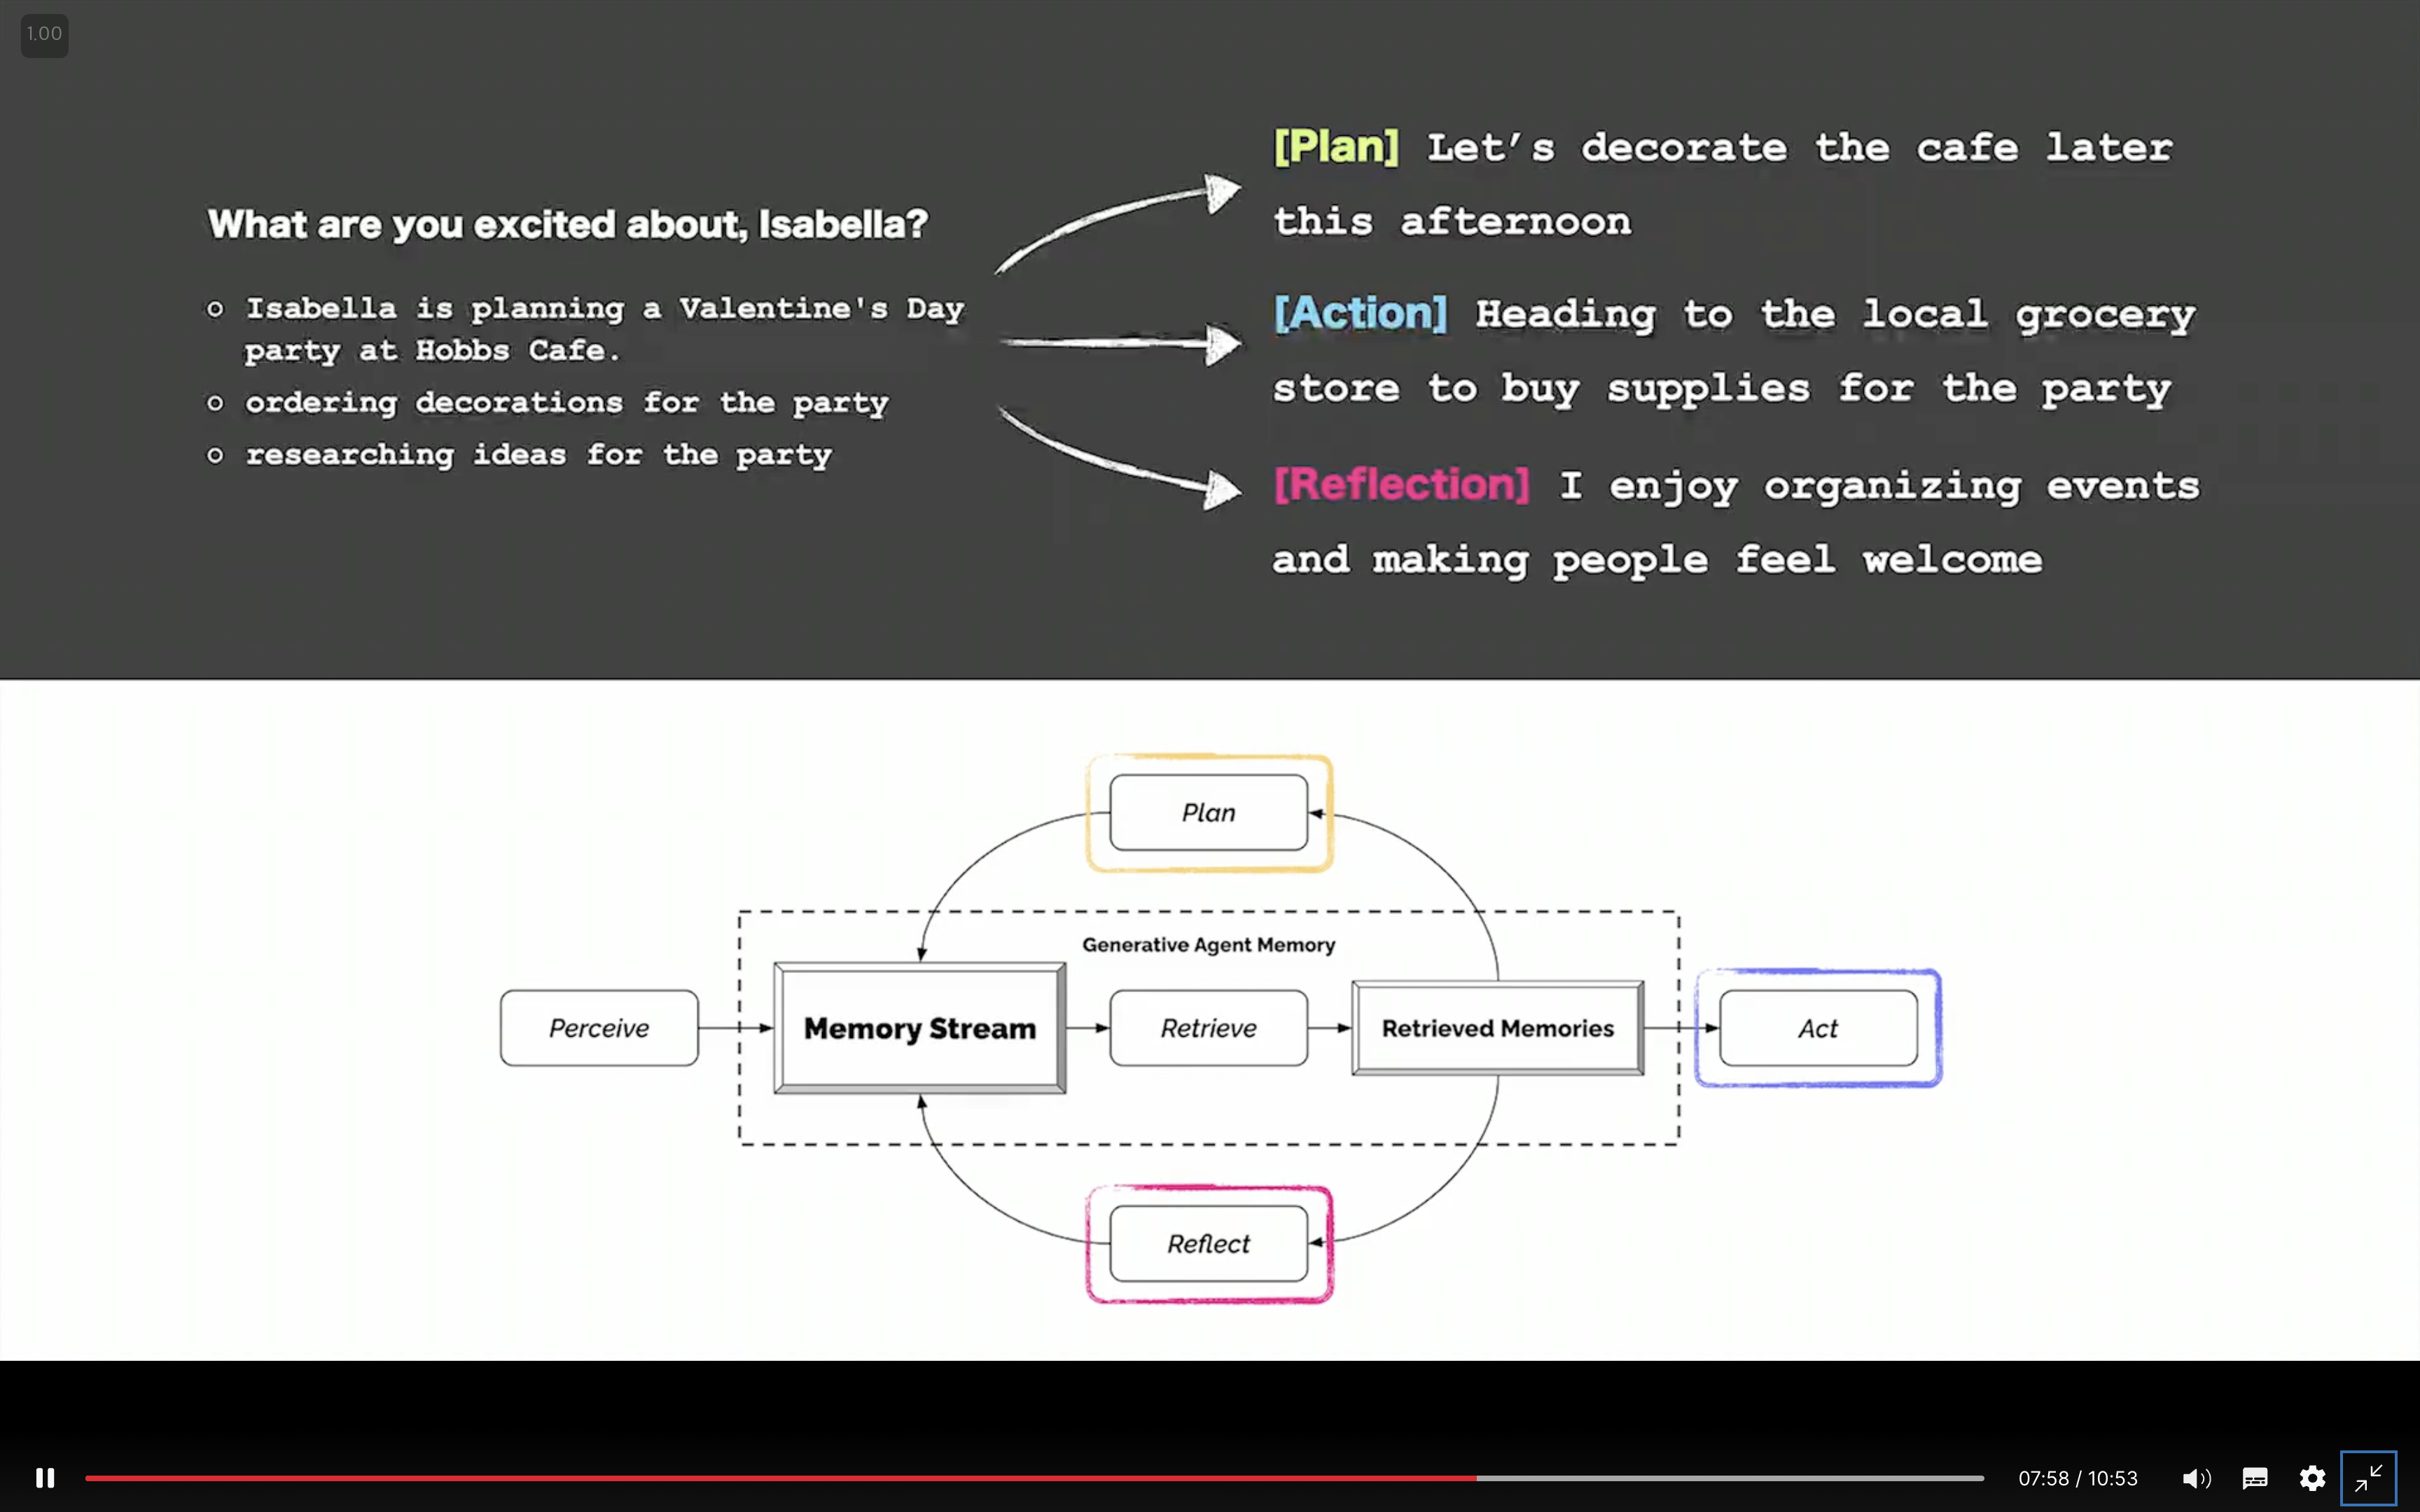 1.00
What are you excited about, Isabella?
Isabella is planning a Valentine's Day
party at Hobbs Cafe.
ordering decorations for the party
researching ideas for the party
[Plan] Let’s decorate the cafe later
this afternoon
[Action] Heading to the local grocery
store to buy supplies for the party
[Reflection] I enjoy organizing events
and making people feel welcome
Plan
Generative Agent Memory
Perceive
Memory Stream
Retrieve
Retrieved Memories
Act
Reflect
07:58 / 10:53